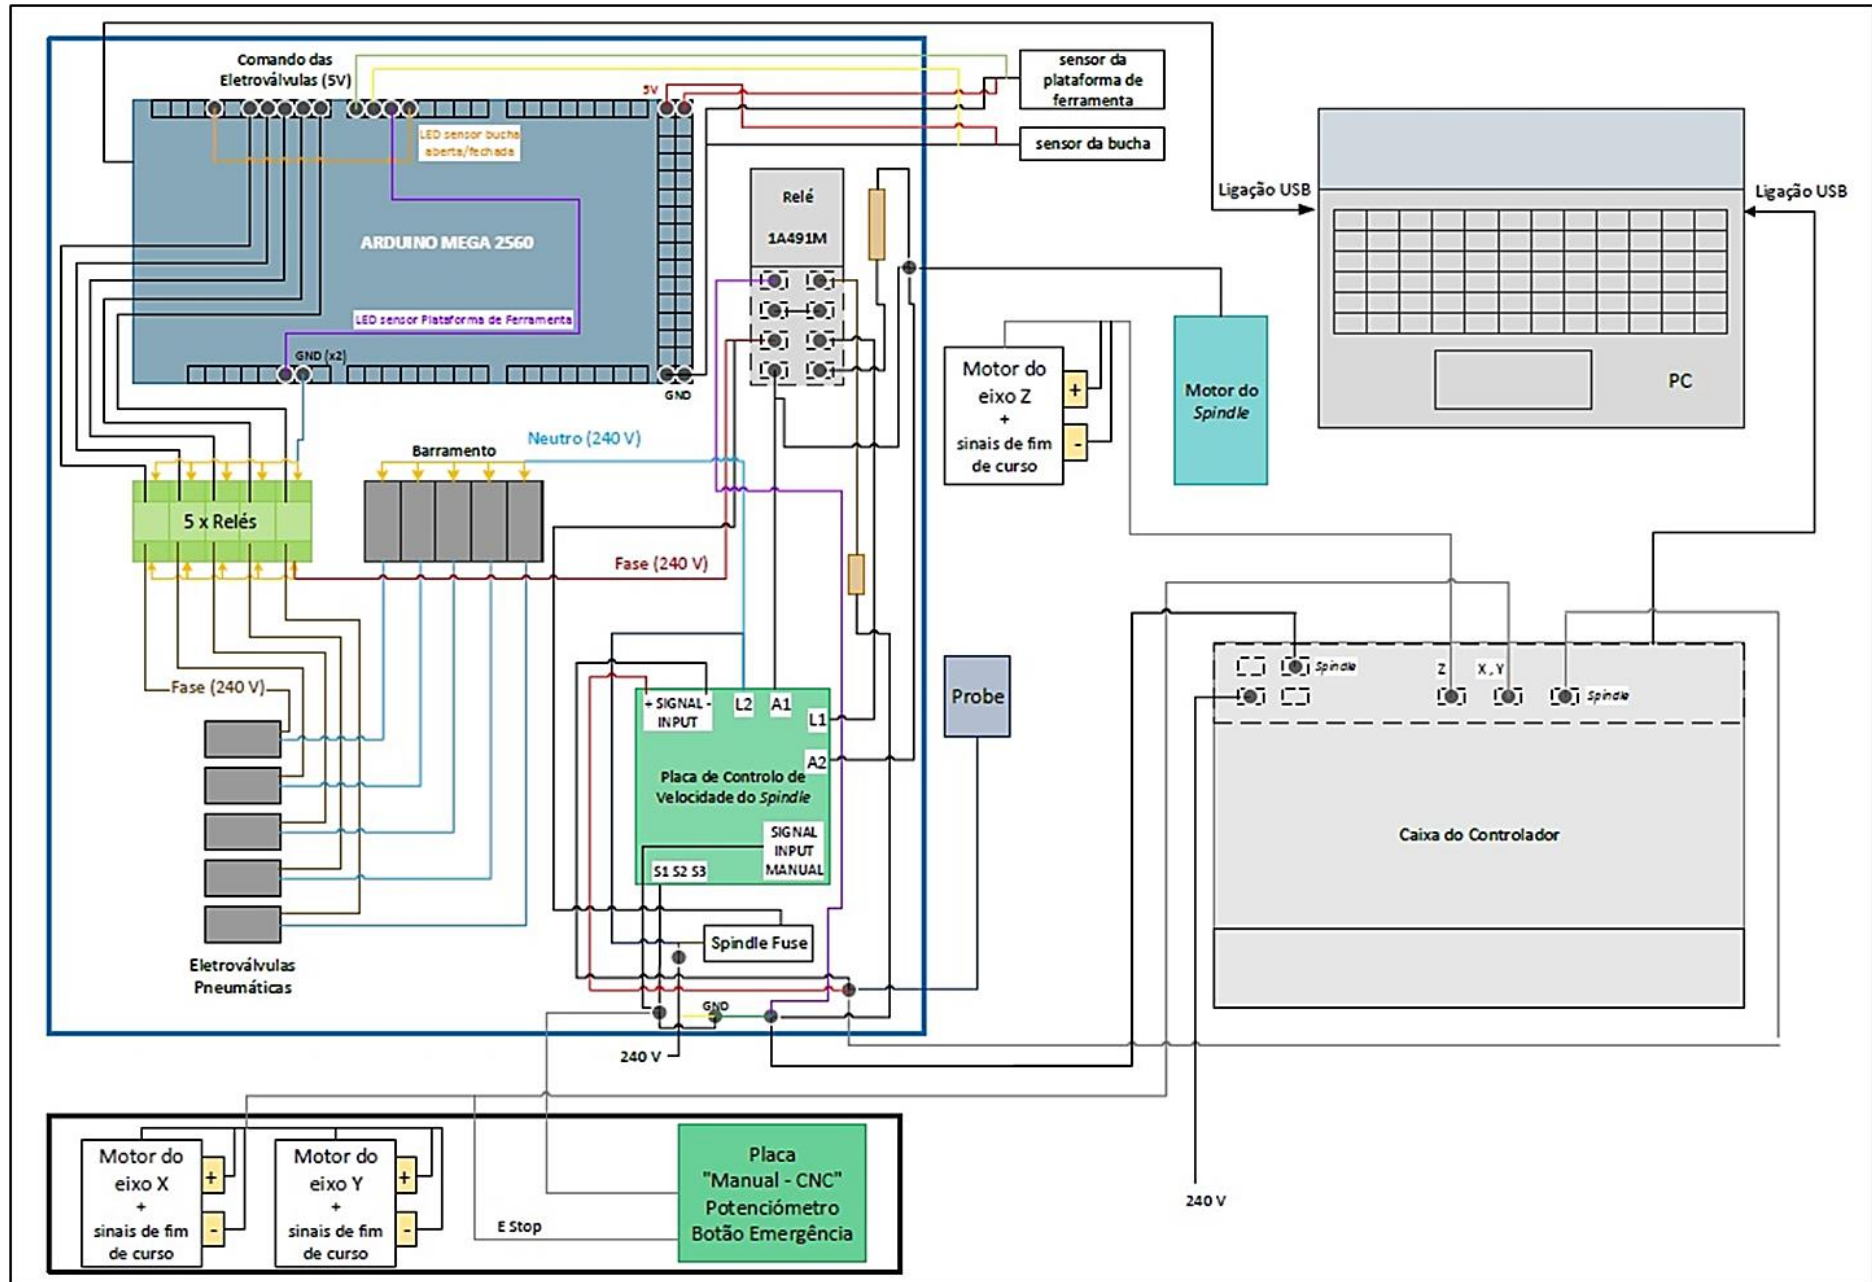 Comando das
Eletroválvulas (5V)
5V
sensor da
plataforma de
ferramenta
sensor da bucha
LED sensor bucha
aberta/fechada
ARDUINO MEGA 2560
LED sensor Plataforma de Ferramenta
GND (x2)
GND
Relé
1A491M
Ligação USB
Ligação USB
PC
Motor do
eixo Z
+
sinais de fim
de curso
+
-
Motor do
Spindle
Neutro (240 V)
Barramento
5 x Relés
Fase (240 V)
Fase (240 V)
+ SIGNAL -
INPUT
L2
A1
L1
A2
Placa de Controlo de
Velocidade do Spindle
SIGNAL
INPUT
MANUAL
S1 S2 S3
Probe
Spindle
Z
X,Y
Spindle
Caixa do Controlador
Spindle Fuse
Eletroválvulas
Pneumáticas
GND
240 V
240 V
Motor do
eixo X
+
sinais de fim
de curso
+
-
Motor do
eixo Y
+
sinais de fim
de curso
+
-
E Stop
Placa
"Manual - CNC"
Potenciómetro
Botão Emergência